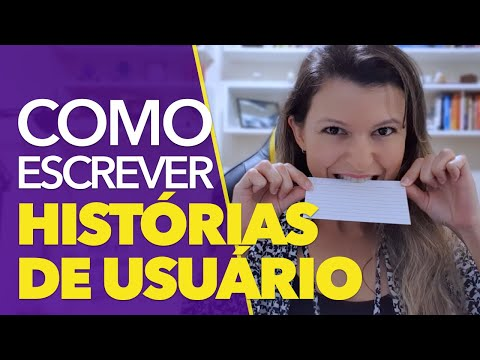 COMO
ESCREVER
HISTÓRIAS
DE USUÁRIO